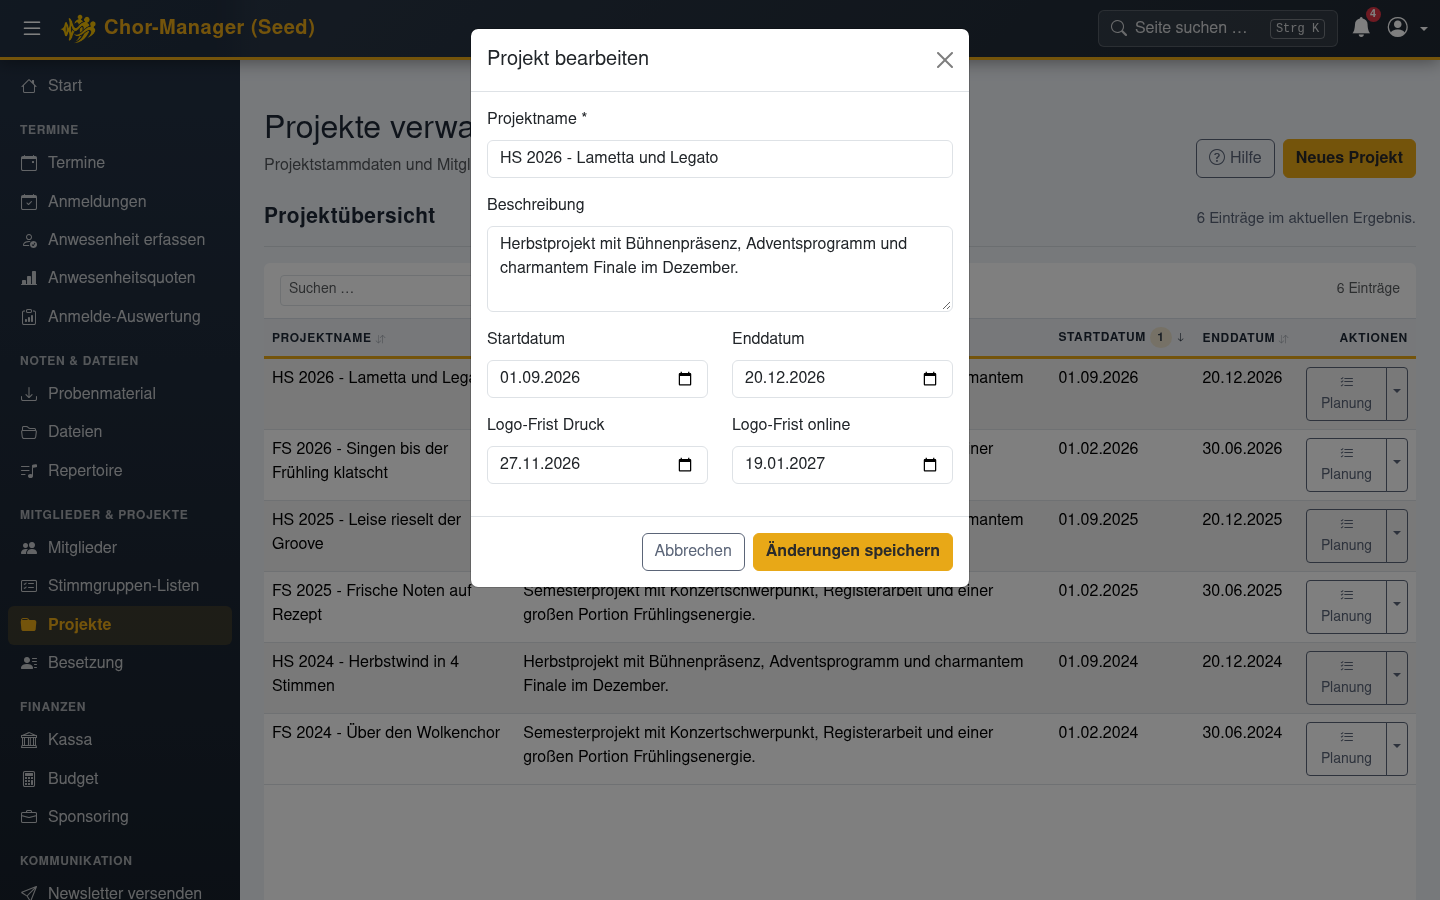 Chor-Manager (Seed)
Seite suchen …
Strg K
4
Start
TERMINE
Termine
Anmeldungen
Anwesenheit erfassen
Anwesenheitsquoten
Anmelde-Auswertung
NOTEN & DATEIEN
Probenmaterial
Dateien
Repertoire
MITGLIEDER & PROJEKTE
Mitglieder
Stimmgruppen-Listen
Projekte
Besetzung
FINANZEN
Kassa
Budget
Sponsoring
KOMMUNIKATION
Newsletter versenden
Projekte verwa
Projektstammdaten und Mitgl
Hilfe
Neues Projekt
Projektübersicht
6 Einträge im aktuellen Ergebnis.
Suchen …
6 Einträge
PROJEKTNAME
STARTDATUM 1
ENDDATUM
AKTIONEN
HS 2026 - Lametta und Lega
mantem
01.09.2026
20.12.2026
Planung
FS 2026 - Singen bis der
Frühling klatscht
iner
01.02.2026
30.06.2026
Planung
HS 2025 - Leise rieselt der
Groove
mantem
01.09.2025
20.12.2025
Planung
FS 2025 - Frische Noten auf
Rezept
Semesterprojekt mit Konzertschwerpunkt, Registerarbeit und einer
großen Portion Frühlingsenergie.
01.02.2025
30.06.2025
Planung
HS 2024 - Herbstwind in 4
Stimmen
Herbstprojekt mit Bühnenpräsenz, Adventsprogramm und charmantem
Finale im Dezember.
01.09.2024
20.12.2024
Planung
FS 2024 - Über den Wolkenchor
Semesterprojekt mit Konzertschwerpunkt, Registerarbeit und einer
großen Portion Frühlingsenergie.
01.02.2024
30.06.2024
Planung
Projekt bearbeiten
Projektname *
HS 2026 - Lametta und Legato
Beschreibung
Herbstprojekt mit Bühnenpräsenz, Adventsprogramm und
charmantem Finale im Dezember.
Startdatum
Enddatum
01.09.2026
20.12.2026
Logo-Frist Druck
Logo-Frist online
27.11.2026
19.01.2027
Abbrechen
Änderungen speichern